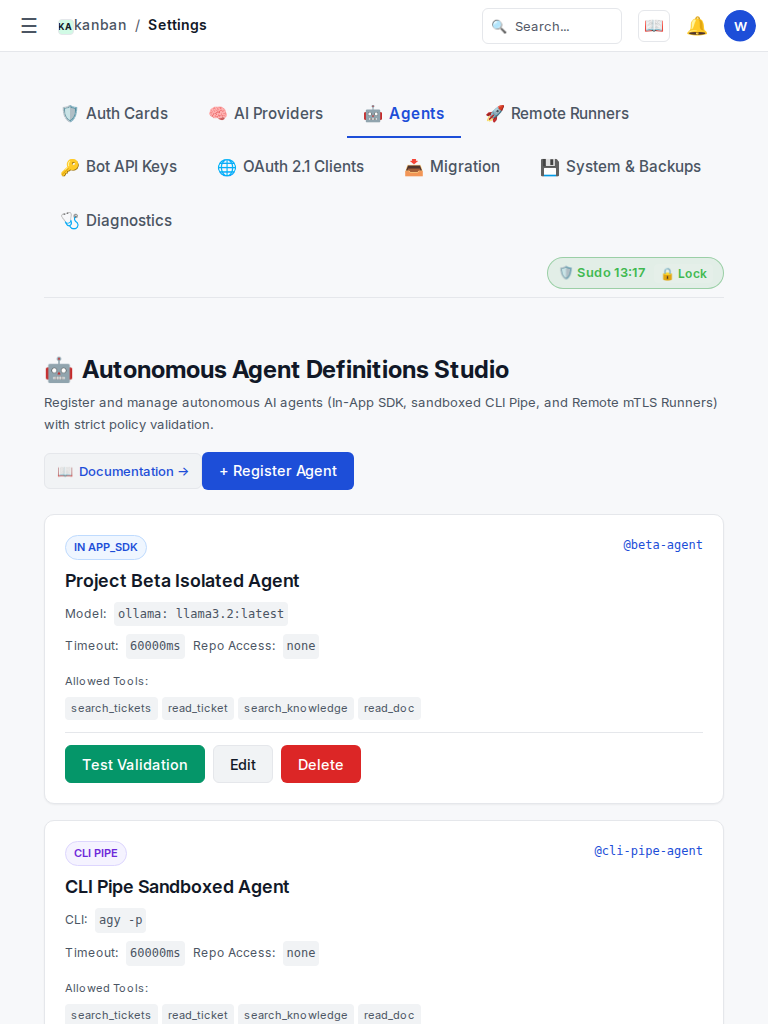 ☰ KA kanban / Settings 🔍 Search... 📖 🔔 W
🛡️ Auth Cards 🧠 AI Providers 🤖 Agents 🚀 Remote Runners
🔑 Bot API Keys 🌐 OAuth 2.1 Clients 📥 Migration 💾 System & Backups
🩺 Diagnostics
🛡️ Sudo 13:17 🔒 Lock
🤖 Autonomous Agent Definitions Studio
Register and manage autonomous AI agents (In-App SDK, sandboxed CLI Pipe, and Remote mTLS Runners)
with strict policy validation.
📖 Documentation → + Register Agent
IN APP_SDK @beta-agent
Project Beta Isolated Agent
Model: ollama: llama3.2:latest
Timeout: 60000ms Repo Access: none
Allowed Tools:
search_tickets read_ticket search_knowledge read_doc
Test Validation Edit Delete
CLI PIPE @cli-pipe-agent
CLI Pipe Sandboxed Agent
CLI: agy -p
Timeout: 60000ms Repo Access: none
Allowed Tools:
search_tickets read_ticket search_knowledge read_doc